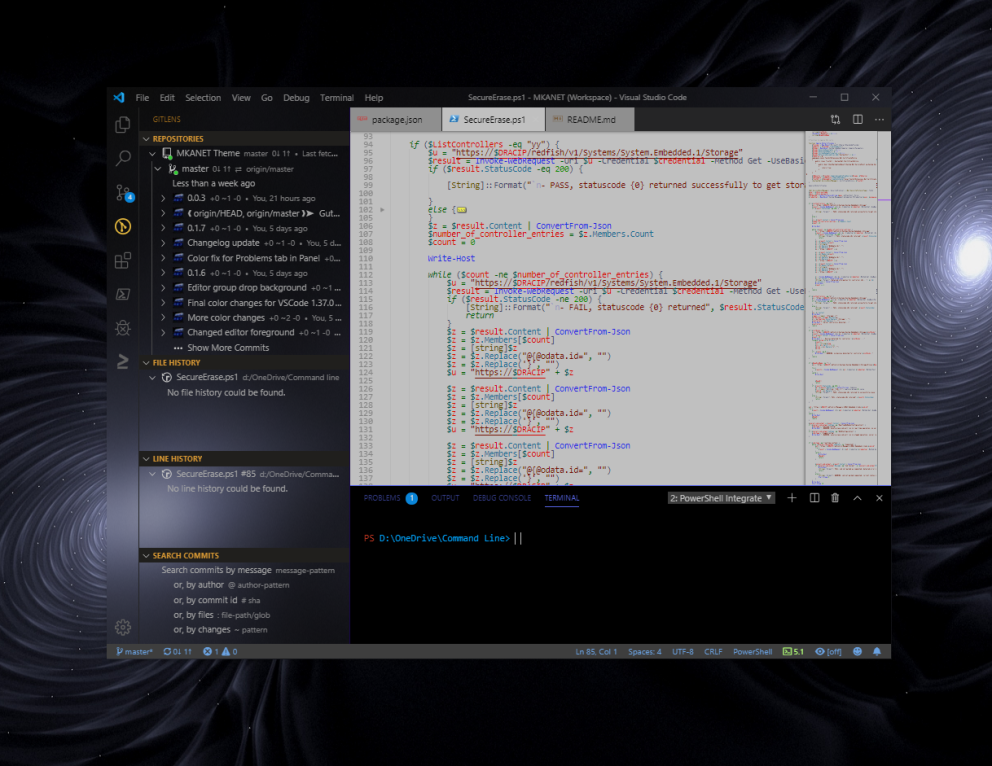 File Edit Selection View Go Debug Terminal Help
SecureErase.ps1 - MKANET (Workspace) - Visual Studio Code
GITLENS
package.json
SecureErase.ps1
README.md
REPOSITORIES
MKANET Theme master 0↓ 1↑ • Last fetc...
master 0↓ 1↑ ⇄ origin/master
Less than a week ago
0.0.3 +0 ~1 -0 • You, 21 hours ago
origin/HEAD, origin/master Gut...
0.1.7 +0 ~1 -0 • You, 5 days ago
Changelog update +0 ~1 -0 • You, 5 d...
Color fix for Problems tab in Panel +0...
0.1.6 +0 ~1 -0 • You, 5 days ago
Editor group drop background +0 ~1 ...
Final color changes for VSCode 1.37.0 ...
More color changes +0 ~2 -0 • You, 5 ...
Changed editor foreground +0 ~1 -0 ...
••• Show More Commits
FILE HISTORY
SecureErase.ps1 d:/OneDrive/Command line
No file history could be found.
LINE HISTORY
SecureErase.ps1 #85 d:/OneDrive/Comma...
No line history could be found.
SEARCH COMMITS
Search commits by message message-pattern
or, by author @ author-pattern
or, by commit id # sha
or, by files : file-path/glob
or, by changes ~ pattern
93
94 if ($ListControllers -eq "yy") {
95 $u = "https://$DRACIP/redfish/v1/Systems/System.Embedded.1/Storage"
96 $result = Invoke-WebRequest -Uri $u -Credential $credential -Method Get -UseBasi
97 if ($result.StatusCode -eq 200) {
98
99 [String]::Format("- PASS, statuscode {0} returned successfully to get stor
100
101 }
102 else {
105 }
106 $z = $result.Content | ConvertFrom-Json
107 $number_of_controller_entries = $z.Members.Count
108 $count = 0
109
110 Write-Host
111
112 while ($count -ne $number_of_controller_entries) {
113 $u = "https://$DRACIP/redfish/v1/Systems/System.Embedded.1/Storage"
114 $result = Invoke-WebRequest -Uri $u -Credential $credential -Method Get -Use
115 if ($result.StatusCode -ne 200) {
116 [String]::Format("- FAIL, statuscode {0} returned", $result.StatusCode
117 return
118 }
119 $z = $result.Content | ConvertFrom-Json
120 $z = $z.Members[$count]
121 $z = [string]$z
122 $z = $z.Replace("@{@odata.id=", "")
123 $z = $z.Replace('}', "")
124 $u = "https://$DRACIP" + $z
125
126 $z = $result.Content | ConvertFrom-Json
127 $z = $z.Members[$count]
128 $z = [string]$z
129 $z = $z.Replace("@{@odata.id=", "")
130 $z = $z.Replace('}', "")
131 $u = "https://$DRACIP" + $z
132
133 $z = $result.Content | ConvertFrom-Json
134 $z = $z.Members[$count]
135 $z = [string]$z
136 $z = $z.Replace("@{@odata.id=", "")
137 $z = $z.Replace('}', "")
PROBLEMS 1 OUTPUT DEBUG CONSOLE TERMINAL
2: PowerShell Integrate
PS D:\OneDrive\Command Line>
master* 0↓ 1↑ 1 0
Ln 85, Col 1 Spaces: 4 UTF-8 CRLF PowerShell 5.1 [off]